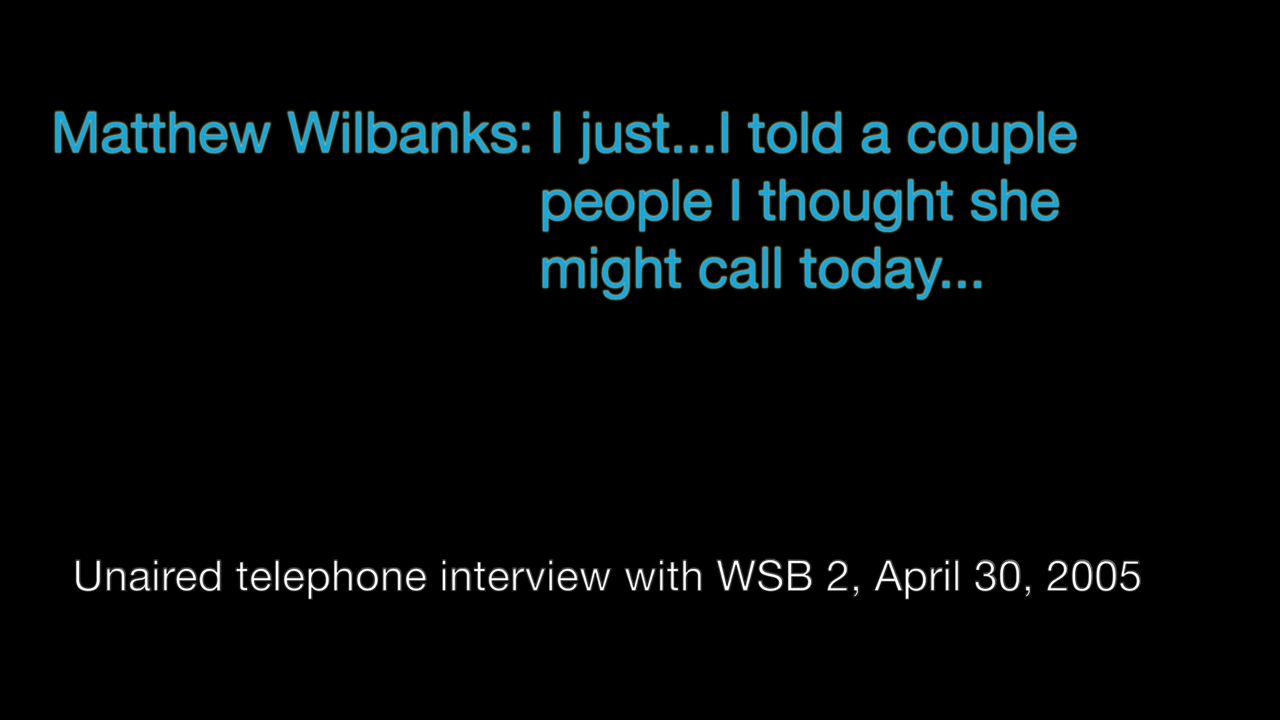 Matthew Wilbanks: I just...I told a couple
people I thought she
might call today...
Unaired telephone interview with WSB 2, April 30, 2005